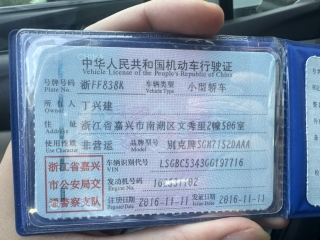 中华人民共和国机动车行驶证
Vehicle License of the People's Republic of China
号牌号码 浙FF838K 车辆类型 小型轿车
Plate No. Vehicle Type
所有人 丁兴建
Owner
住址 浙江省嘉兴市南湖区文秀里2幢506室
Address
使用性质 非营运 品牌型号 别克牌SGM7152DAAA
Use Character Model
浙江省嘉兴 车辆识别代号
VIN
市公安局交 发动机号码
Engine No.
通警察支队 注册日期 2016-11-11 发证日期 2016-11-11
Register Date Issue Date